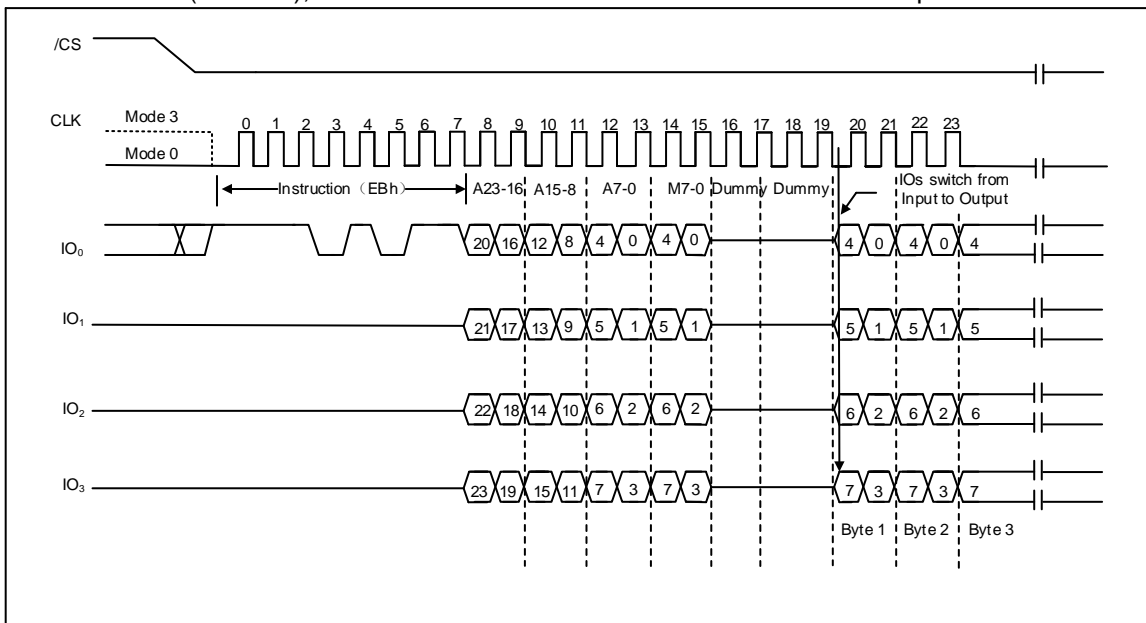 /CS
Mode 3
CLK
Mode 0
0 1 2 3 4 5 6 7 8 9 10 11 12 13 14 15 16 17 18 19 20 21 22 23
Instruction（EBh） A23-16 A15-8 A7-0 M7-0 Dummy Dummy
IOs switch from
Input to Output
IO₀ 20 16 12 8 4 0 4 0 4 0 4 0 4
IO₁ 21 17 13 9 5 1 5 1 5 1 5 1 5
IO₂ 22 18 14 10 6 2 6 2 6 2 6 2 6
IO₃ 23 19 15 11 7 3 7 3 7 3 7 3 7
Byte 1 Byte 2 Byte 3